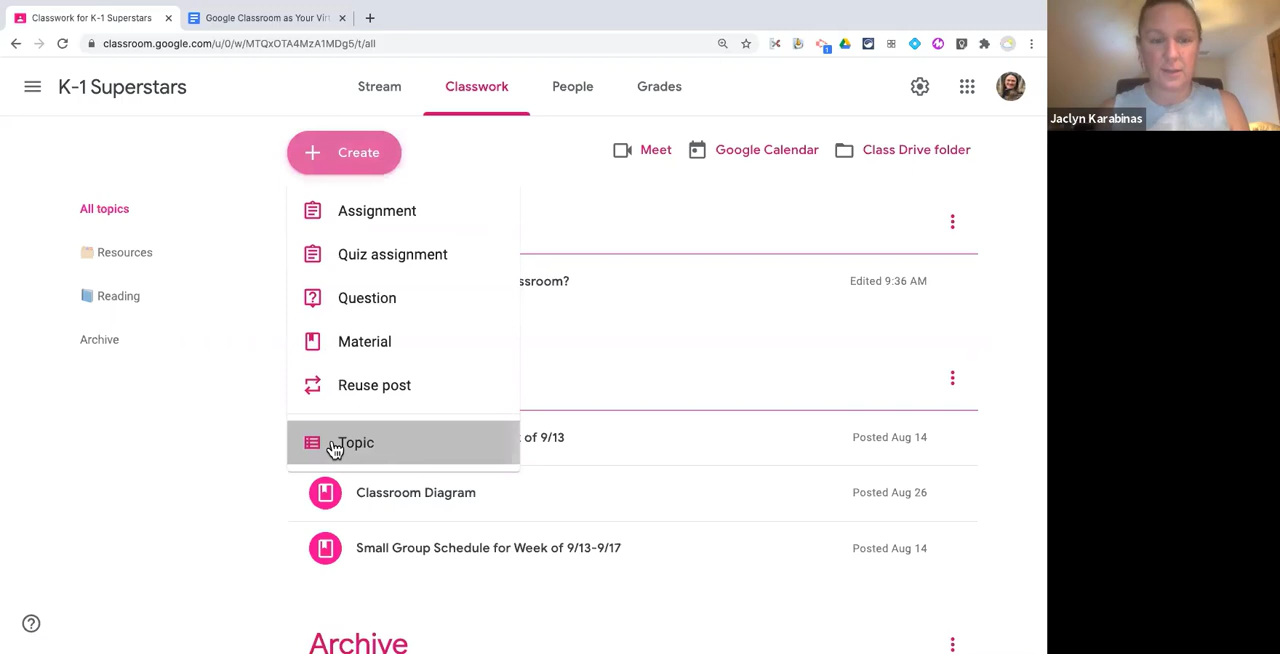 Classwork for K-1 Superstars
Google Classroom as Your Virt
classroom.google.com/u/0/w/MTQxOTA4MzA1MDg5/t/all
Jaclyn Karabinas
K-1 Superstars
Stream
Classwork
People
Grades
Create
Meet
Google Calendar
Class Drive folder
All topics
Resources
Reading
Archive
Assignment
Quiz assignment
Question
Material
Reuse post
Topic
ssroom?
Edited 9:36 AM
of 9/13
Posted Aug 14
Classroom Diagram
Posted Aug 26
Small Group Schedule for Week of 9/13-9/17
Posted Aug 14
Archive